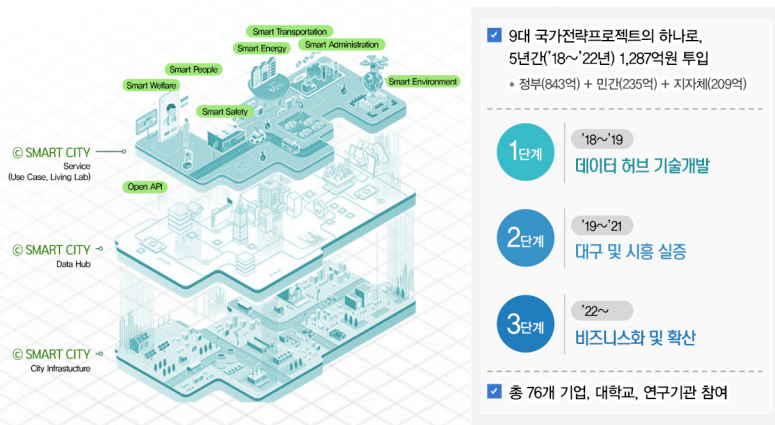 Smart Transportation
Smart Energy
Smart Administration
Smart People
Smart Environment
Smart Welfare
Smart Safety
© SMART CITY
Service
(Use Case, Living Lab)
Open API
© SMART CITY
Data Hub
© SMART CITY
City Infrastucture
9대 국가전략프로젝트의 하나로,
5년간('18~'22년) 1,287억원 투입
* 정부(843억) + 민간(235억) + 지자체(209억)
1단계
'18~'19
데이터 허브 기술개발
2단계
'19~'21
대구 및 시흥 실증
3단계
'22~
비즈니스화 및 확산
총 76개 기업, 대학교, 연구기관 참여